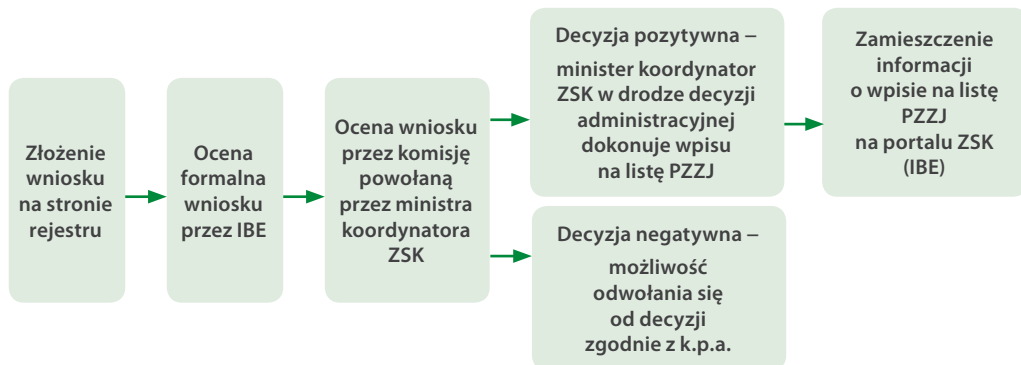 Złożenie
wniosku
na stronie
rejestru
Ocena
formalna
wniosku
przez IBE
Ocena wniosku
przez komisję
powołaną
przez ministra
koordynatora
ZSK
Decyzja pozytywna –
minister koordynator
ZSK w drodze decyzji
administracyjnej
dokonuje wpisu
na listę PZZJ
Zamieszczenie
informacji
o wpisie na listę
PZZJ
na portalu ZSK
(IBE)
Decyzja negatywna –
możliwość
odwołania się
od decyzji
zgodnie z k.p.a.